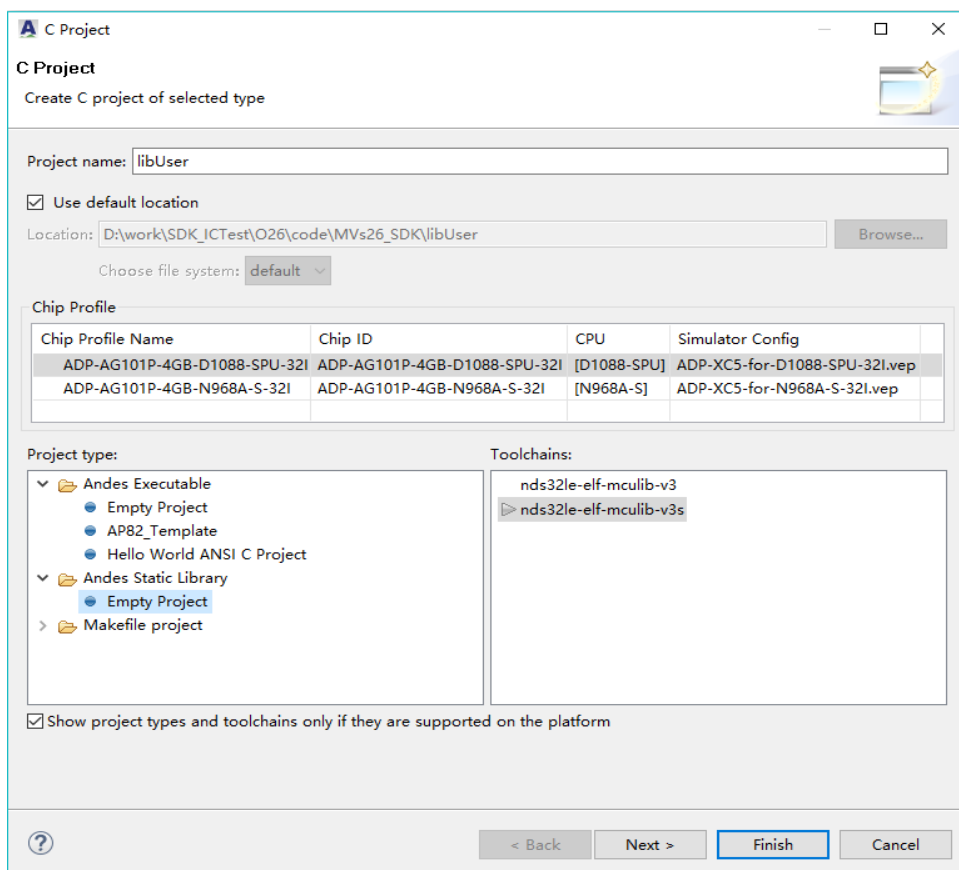 C Project
C Project
Create C project of selected type
Project name: libUser
Use default location
Location: D:\work\SDK_ICTest\O26\code\MVs26_SDK\libUser Browse...
Choose file system: default
Chip Profile
Chip Profile Name Chip ID CPU Simulator Config
ADP-AG101P-4GB-D1088-SPU-32I ADP-AG101P-4GB-D1088-SPU-32I [D1088-SPU] ADP-XC5-for-D1088-SPU-32I.vep
ADP-AG101P-4GB-N968A-S-32I ADP-AG101P-4GB-N968A-S-32I [N968A-S] ADP-XC5-for-N968A-S-32I.vep
Project type: Toolchains:
Andes Executable nds32le-elf-mculib-v3
Empty Project nds32le-elf-mculib-v3s
AP82_Template
Hello World ANSI C Project
Andes Static Library
Empty Project
Makefile project
Show project types and toolchains only if they are supported on the platform
? < Back Next > Finish Cancel